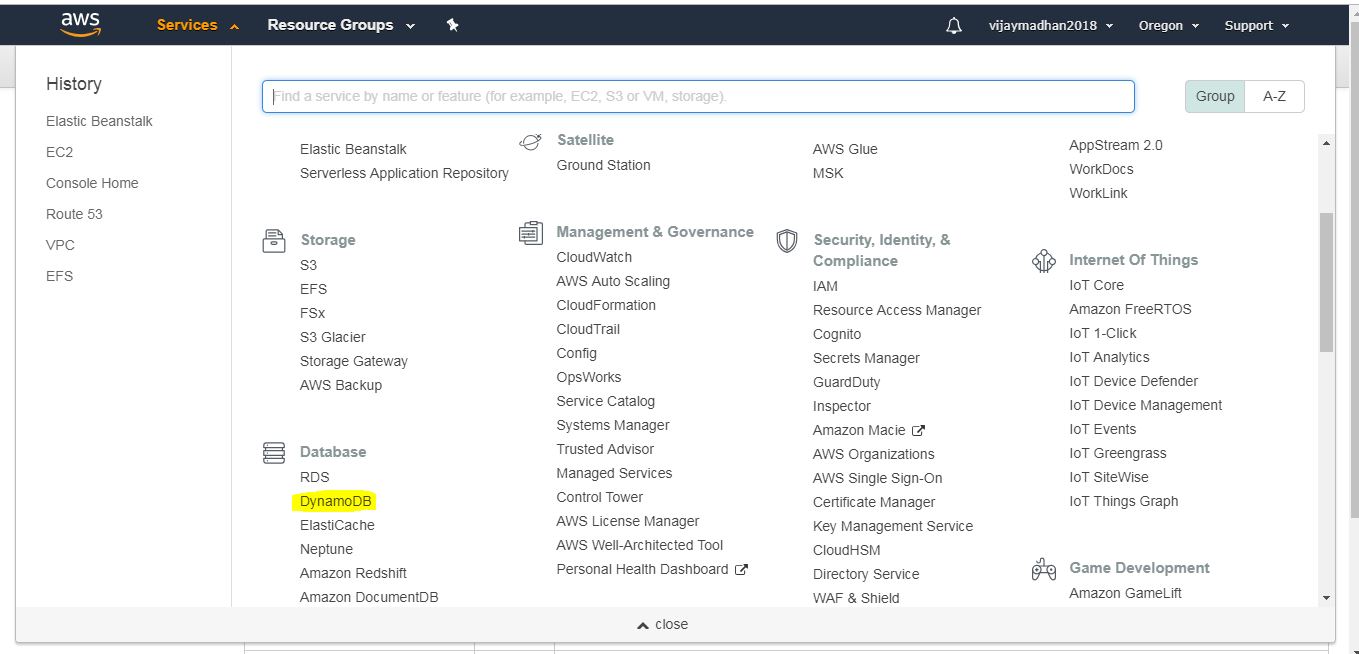 aws
Services
Resource Groups
vijaymadhan2018
Oregon
Support
History
Elastic Beanstalk
EC2
Console Home
Route 53
VPC
EFS
Find a service by name or feature (for example, EC2, S3 or VM, storage).
Group
A-Z
Elastic Beanstalk
Serverless Application Repository
Storage
S3
EFS
FSx
S3 Glacier
Storage Gateway
AWS Backup
Database
RDS
DynamoDB
ElastiCache
Neptune
Amazon Redshift
Amazon DocumentDB
Satellite
Ground Station
Management & Governance
CloudWatch
AWS Auto Scaling
CloudFormation
CloudTrail
Config
OpsWorks
Service Catalog
Systems Manager
Trusted Advisor
Managed Services
Control Tower
AWS License Manager
AWS Well-Architected Tool
Personal Health Dashboard
AWS Glue
MSK
Security, Identity, &
Compliance
IAM
Resource Access Manager
Cognito
Secrets Manager
GuardDuty
Inspector
Amazon Macie
AWS Organizations
AWS Single Sign-On
Certificate Manager
Key Management Service
CloudHSM
Directory Service
WAF & Shield
AppStream 2.0
WorkDocs
WorkLink
Internet Of Things
IoT Core
Amazon FreeRTOS
IoT 1-Click
IoT Analytics
IoT Device Defender
IoT Device Management
IoT Events
IoT Greengrass
IoT SiteWise
IoT Things Graph
Game Development
Amazon GameLift
close